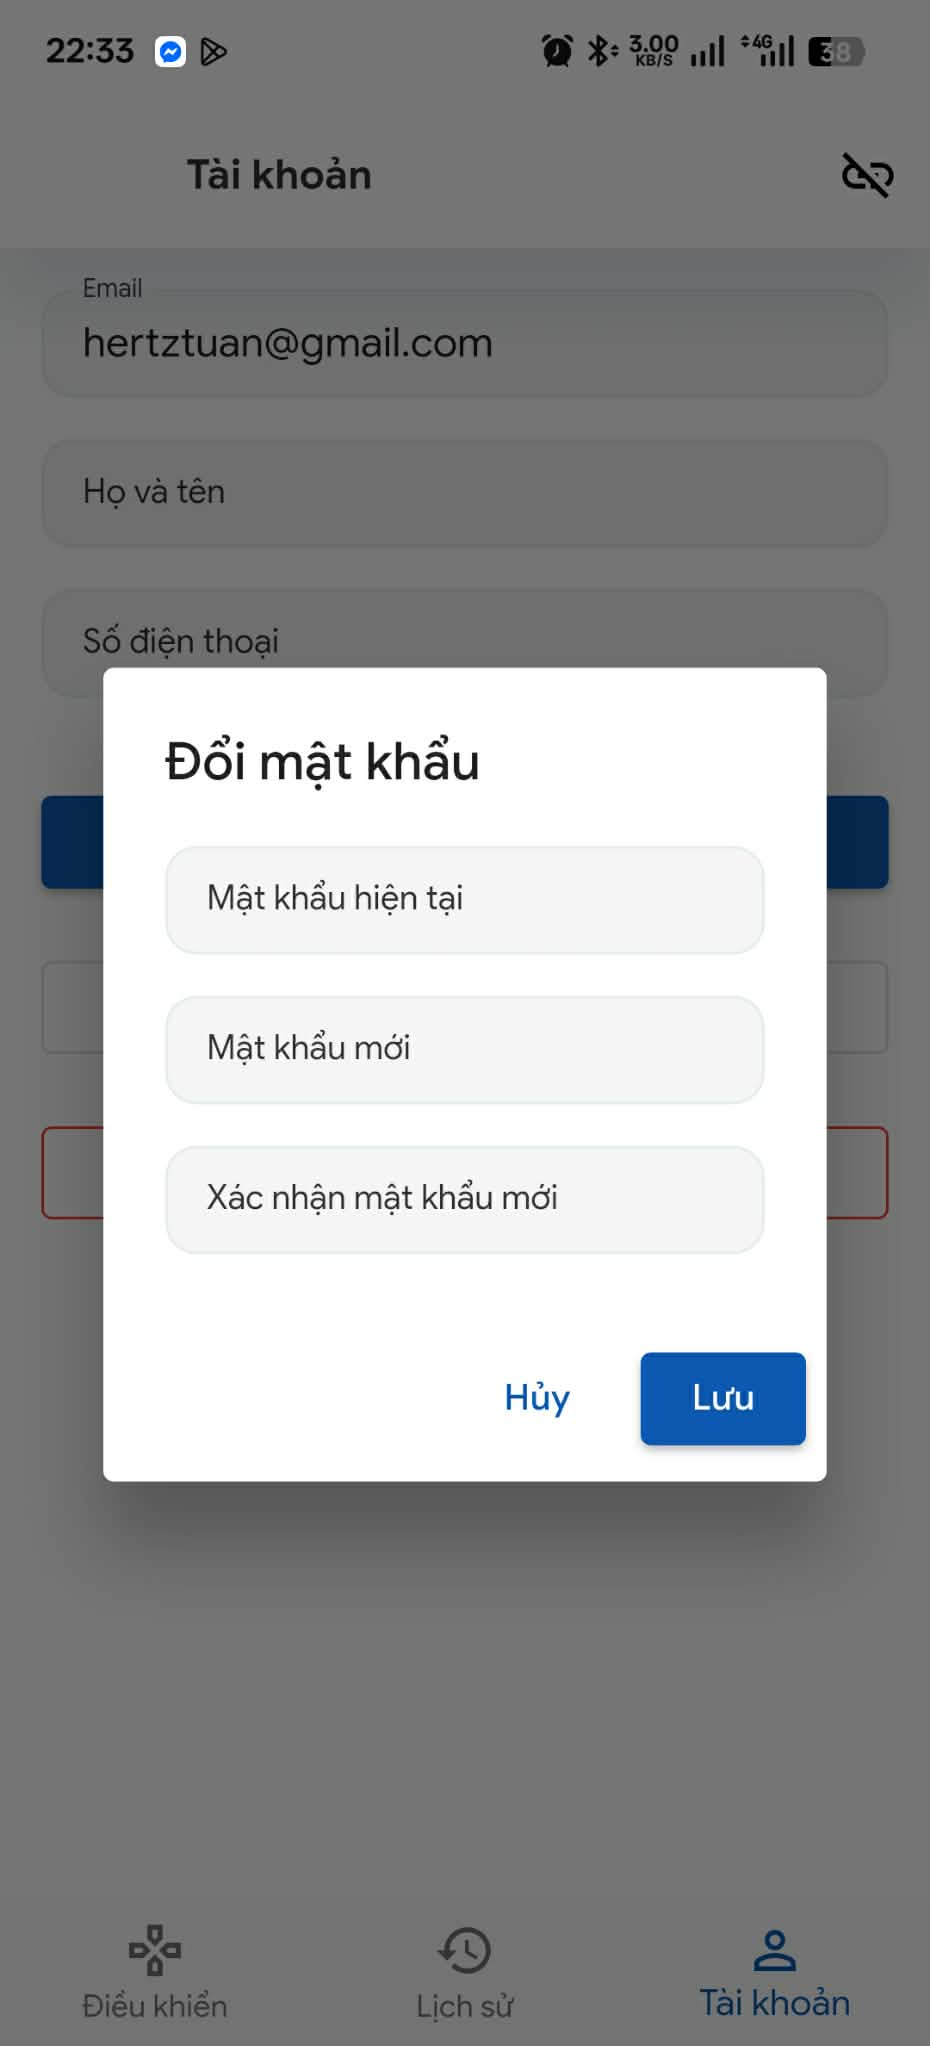 22:33
3.00
KB/S
4G
38
Tài khoản
Email
hertztuan@gmail.com
Họ và tên
Số điện thoại
Đổi mật khẩu
Mật khẩu hiện tại
Mật khẩu mới
Xác nhận mật khẩu mới
Hủy
Lưu
Điều khiển
Lịch sử
Tài khoản